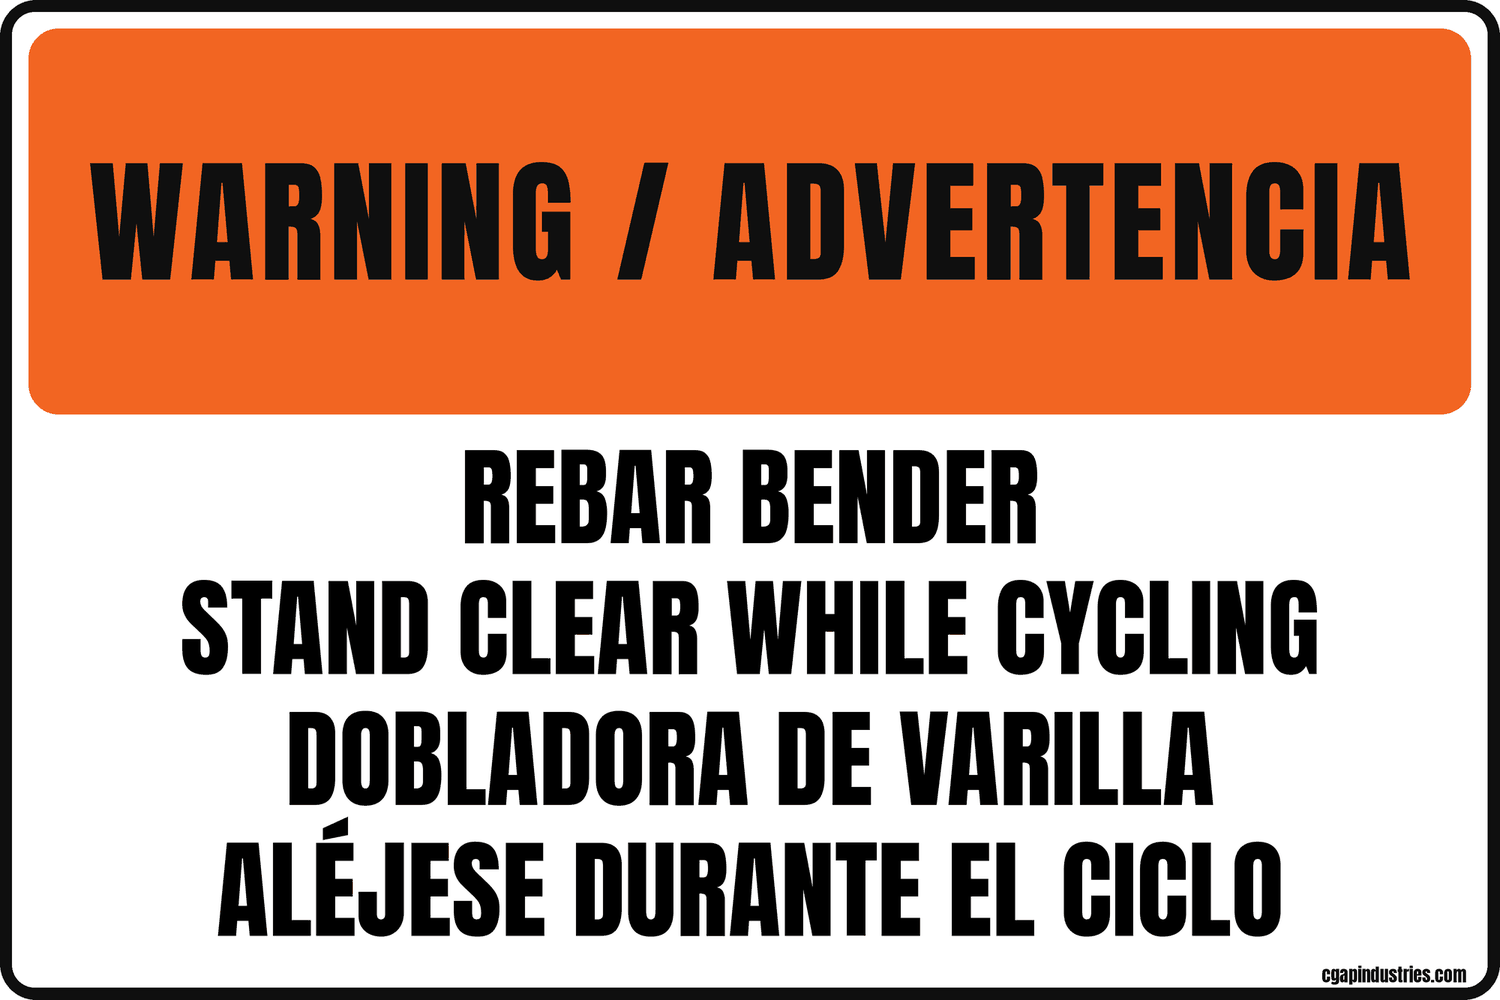 WARNING / ADVERTENCIA
REBAR BENDER
STAND CLEAR WHILE CYCLING
DOBLADORA DE VARILLA
ALÉJESE DURANTE EL CICLO
cgapindustries.com